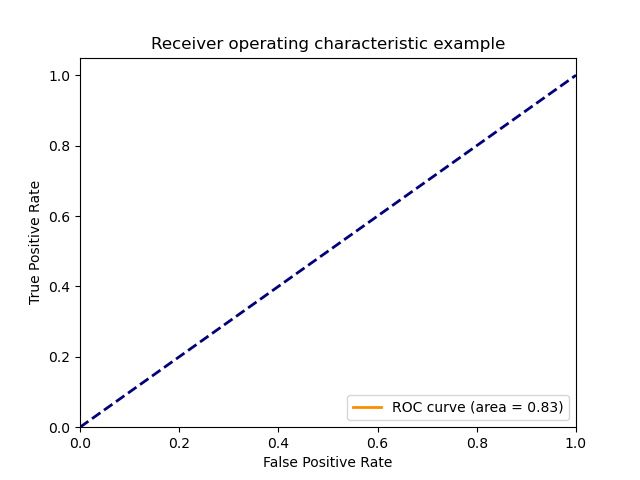 Receiver operating characteristic example
1.0
0.8
0.6
0.4
0.2
0.0
True Positive Rate
ROC curve (area = 0.83)
0.0 0.2 0.4 0.6 0.8 1.0
False Positive Rate